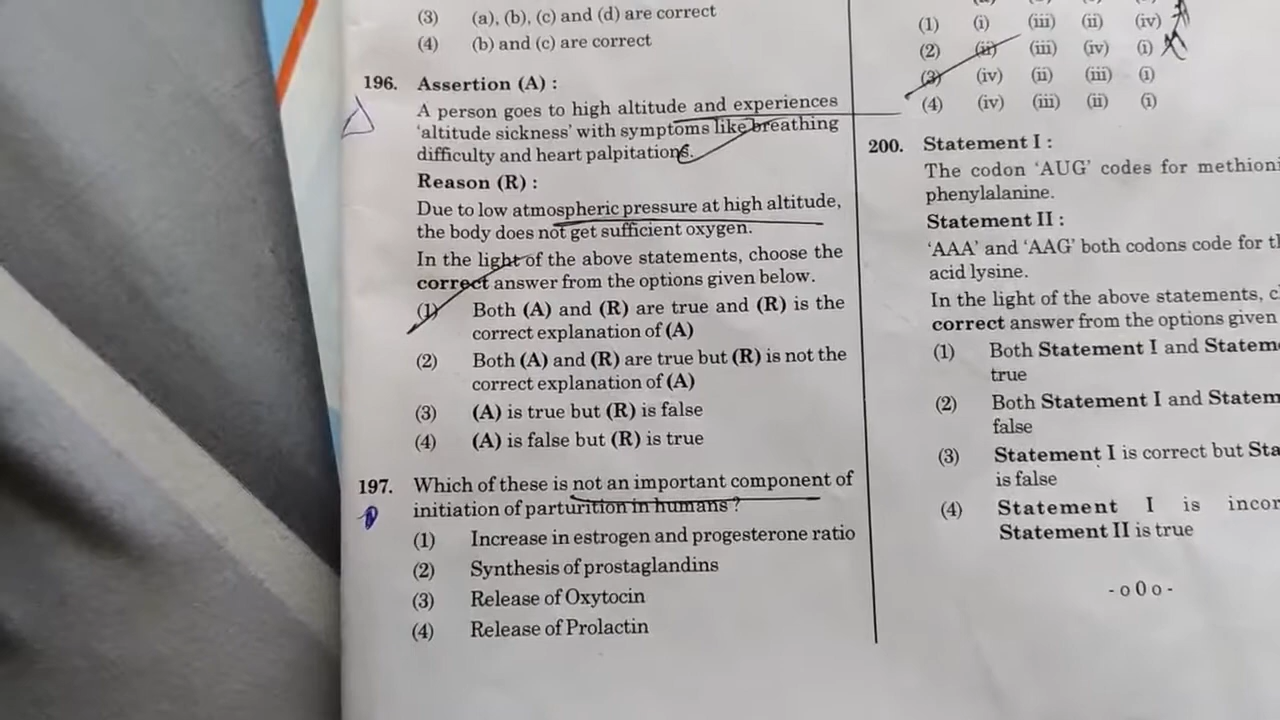 (3) (a), (b), (c) and (d) are correct
(4) (b) and (c) are correct
196. Assertion (A) :
A person goes to high altitude and experiences
'altitude sickness' with symptoms like breathing
difficulty and heart palpitations.
Reason (R) :
Due to low atmospheric pressure at high altitude,
the body does not get sufficient oxygen.
In the light of the above statements, choose the
correct answer from the options given below.
(1) Both (A) and (R) are true and (R) is the
correct explanation of (A)
(2) Both (A) and (R) are true but (R) is not the
correct explanation of (A)
(3) (A) is true but (R) is false
(4) (A) is false but (R) is true
197. Which of these is not an important component of
initiation of parturition in humans ?
(1) Increase in estrogen and progesterone ratio
(2) Synthesis of prostaglandins
(3) Release of Oxytocin
(4) Release of Prolactin
(1) (i) (iii) (ii) (iv)
(2) (ii) (iii) (iv) (i)
(3) (iv) (ii) (iii) (i)
(4) (iv) (iii) (ii) (i)
200. Statement I :
The codon 'AUG' codes for methioni
phenylalanine.
Statement II :
'AAA' and 'AAG' both codons code for t
acid lysine.
In the light of the above statements, c
correct answer from the options given
(1) Both Statement I and Statem
true
(2) Both Statement I and Statem
false
(3) Statement I is correct but Sta
is false
(4) Statement I is incor
Statement II is true
- o 0 o -